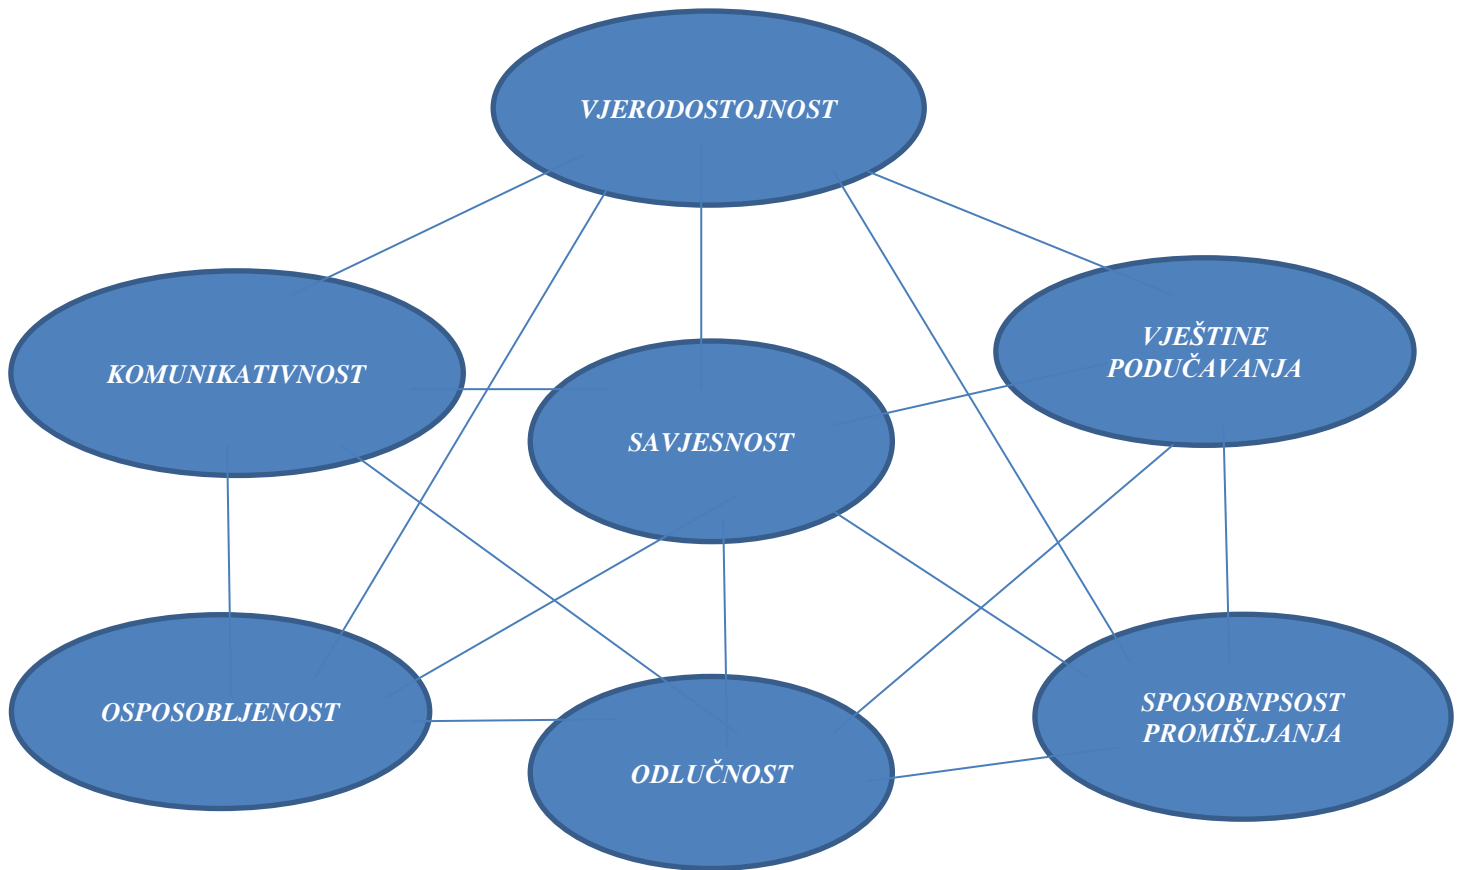 VJERODOSTOJNOST
KOMUNIKATIVNOST
VJEŠTINE
PODUČAVANJA
SAVJESNOST
OSPOSOBLJENOST
ODLUČNOST
SPOSOBNPSOST
PROMIŠLJANJA